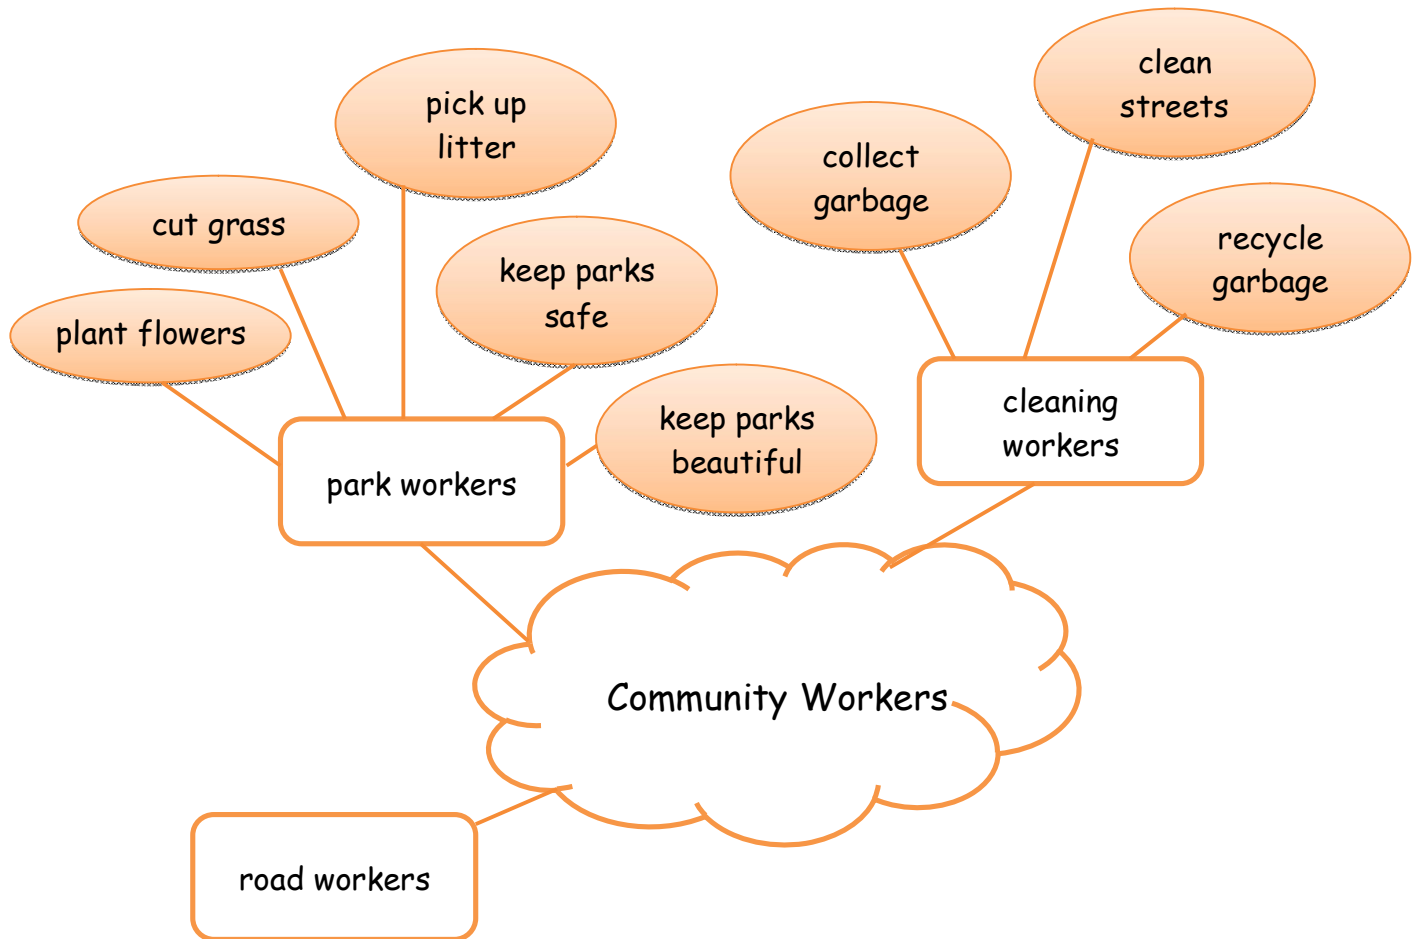 pick up
litter
cut grass
keep parks
safe
plant flowers
keep parks
beautiful
park workers
clean
streets
collect
garbage
recycle
garbage
cleaning
workers
Community Workers
road workers